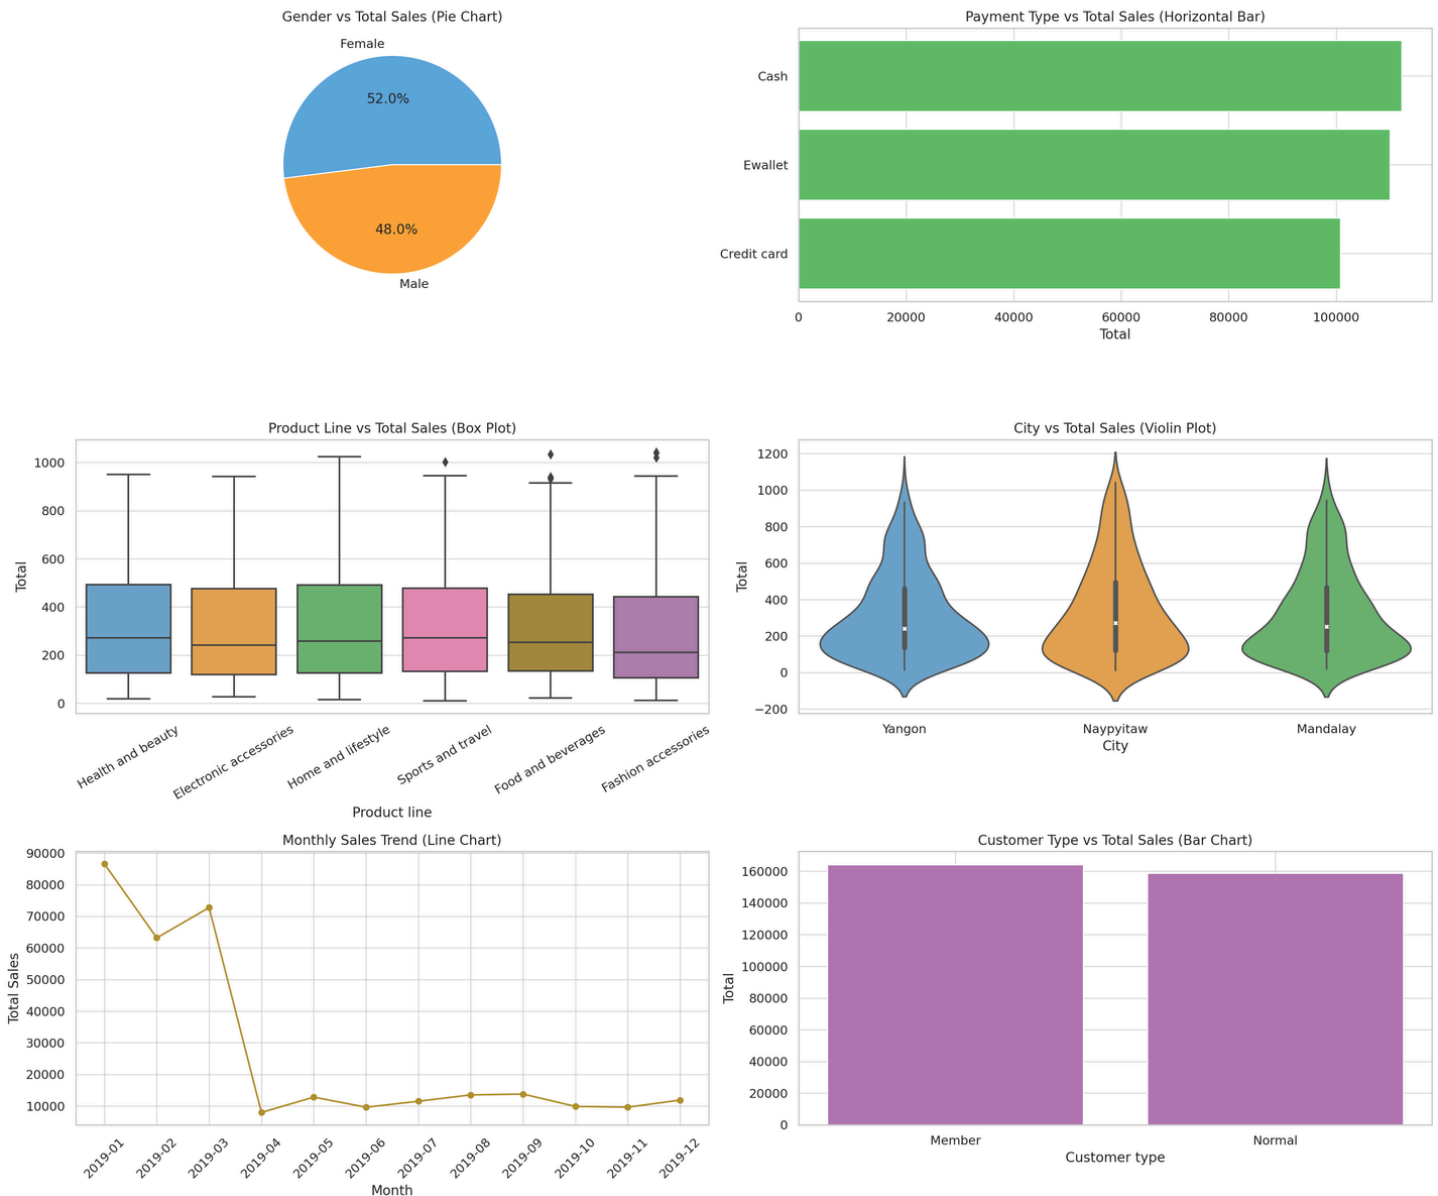 Gender vs Total Sales (Pie Chart)
Female
52.0%
48.0%
Male
Payment Type vs Total Sales (Horizontal Bar)
Cash
Ewallet
Credit card
0 20000 40000 60000 80000 100000
Total
Product Line vs Total Sales (Box Plot)
Total
1000
800
600
400
200
0
Health and beauty
Electronic accessories
Home and lifestyle
Sports and travel
Food and beverages
Fashion accessories
Product line
City vs Total Sales (Violin Plot)
Total
1200
1000
800
600
400
200
0
−200
Yangon Naypyitaw Mandalay
City
Monthly Sales Trend (Line Chart)
Total Sales
90000
80000
70000
60000
50000
40000
30000
20000
10000
2019-01
2019-02
2019-03
2019-04
2019-05
2019-06
2019-07
2019-08
2019-09
2019-10
2019-11
2019-12
Month
Customer Type vs Total Sales (Bar Chart)
Total
160000
140000
120000
100000
80000
60000
40000
20000
0
Member Normal
Customer type